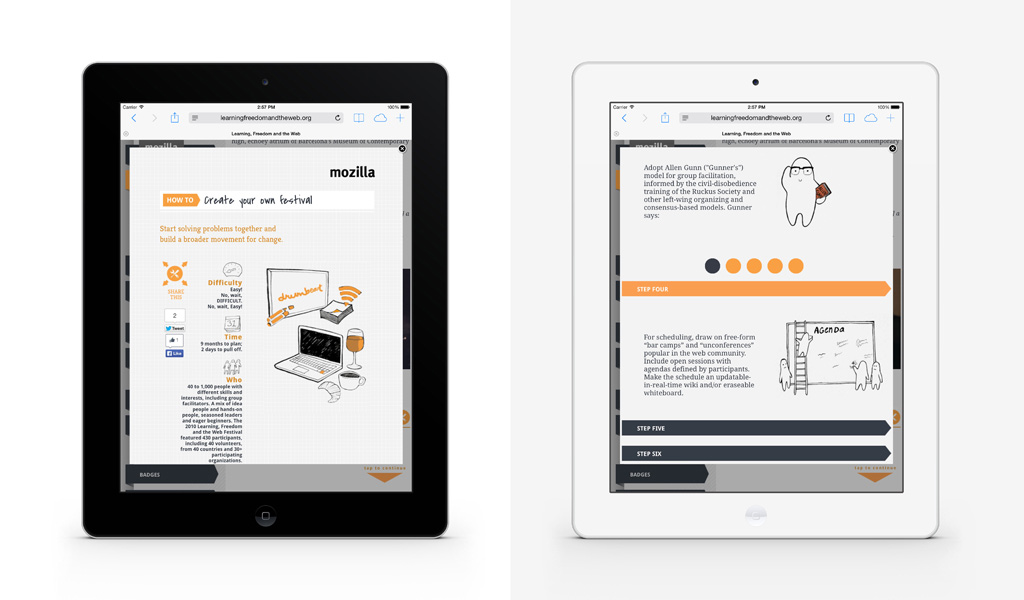 Carrier
2:57 PM
100%
learningfreedomandtheweb.org
Learning, Freedom and the Web
mozilla
high, echoey atrium of Barcelona's Museum of Contemporary
mozilla
HOW TO
Create your own festival
Start solving problems together and
build a broader movement for change.
SHARE
THIS
2
Tweet
1
Like
Difficulty
Easy!
No, wait,
DIFFICULT.
No, wait, Easy!
Time
9 months to plan;
2 days to pull off.
Who
40 to 1,000 people with
different skills and
interests, including group
facilitators. A mix of idea
people and hands-on
people, seasoned leaders
and eager beginners. The
2010 Learning, Freedom
and the Web Festival
featured 430 participants,
including 40 volunteers,
from 40 countries and 30+
participating
organizations.
drumbeat
BADGES
tap to continue
Carrier
2:57 PM
100%
learningfreedomandtheweb.org
Learning, Freedom and the Web
mozilla
high, echoey atrium of Barcelona's Museum of Contemporary
Adopt Allen Gunn ("Gunner's")
model for group facilitation,
informed by the civil-disobedience
training of the Ruckus Society and
other left-wing organizing and
consensus-based models. Gunner
says:
STEP FOUR
For scheduling, draw on free-form
“bar camps” and “unconferences”
popular in the web community.
Include open sessions with
agendas defined by participants.
Make the schedule an updatable-
in-real-time wiki and/or eraseable
whiteboard.
Agenda
STEP FIVE
STEP SIX
BADGES
tap to continue